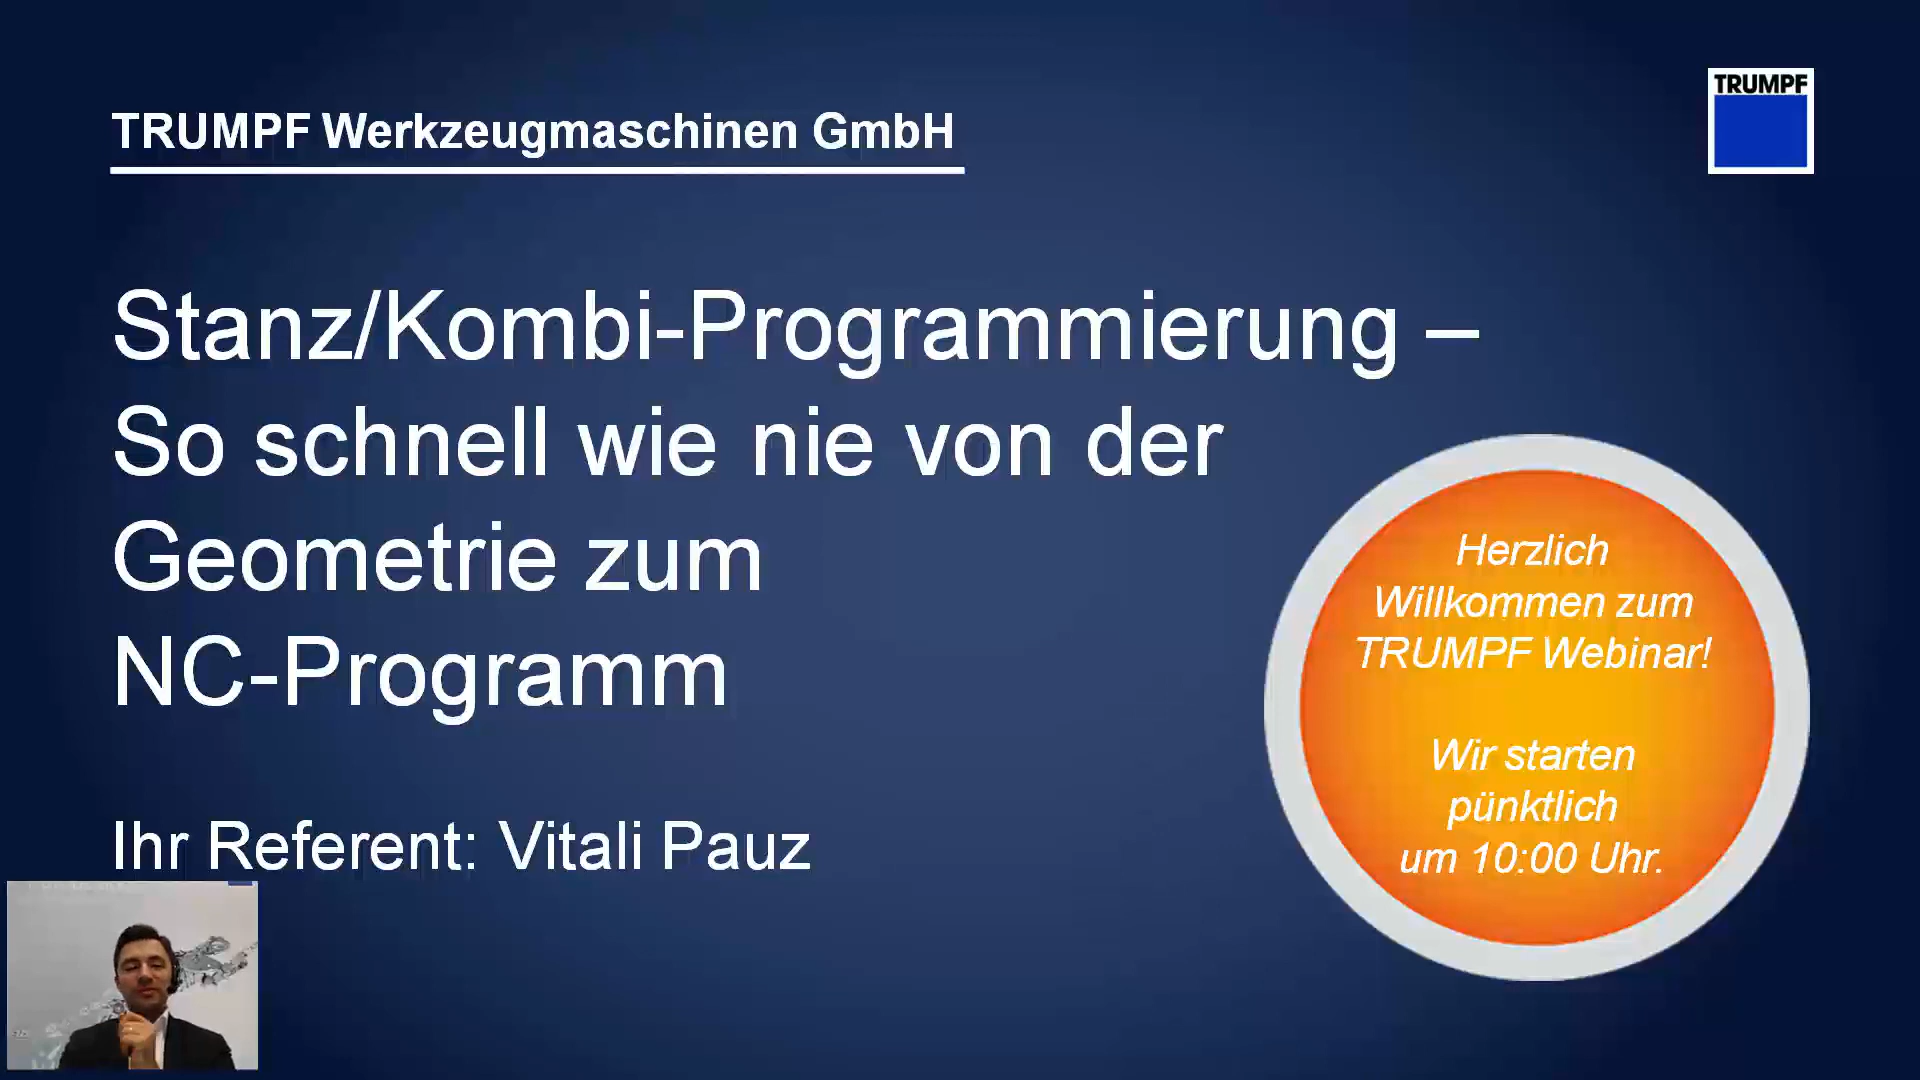 TRUMPF Werkzeugmaschinen GmbH
TRUMPF
Stanz/Kombi-Programmierung –
So schnell wie nie von der
Geometrie zum
NC-Programm
Herzlich
Willkommen zum
TRUMPF Webinar!
Wir starten
pünktlich
um 10:00 Uhr.
Ihr Referent: Vitali Pauz